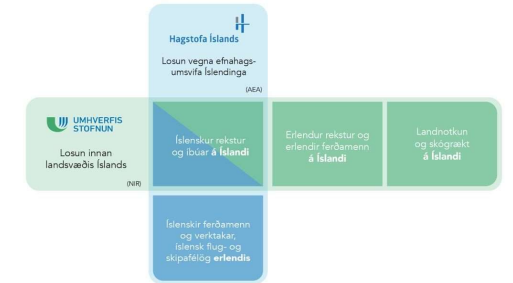 Hagstofa Íslands
Losun vegna efnahags-
umsvifa Íslendinga
(AEA)
UMHVERFIS
STOFNUN
Losun innan
landsvæðis Íslands
(NIR)
Íslenskur rekstur
og íbúar á Íslandi
Erlendur rekstur og
erlendir ferðamenn
á Íslandi
Landnotkun
og skógrækt
á Íslandi
Íslenskir ferðamenn
og verktakar,
íslensk flug- og
skipafélög erlendis